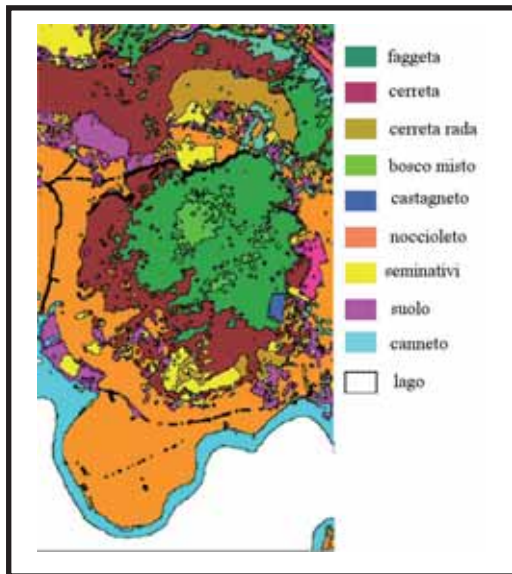 faggeta
cerreta
cerreta rada
bosco misto
castagneto
noccioleto
seminativi
suolo
canneto
lago